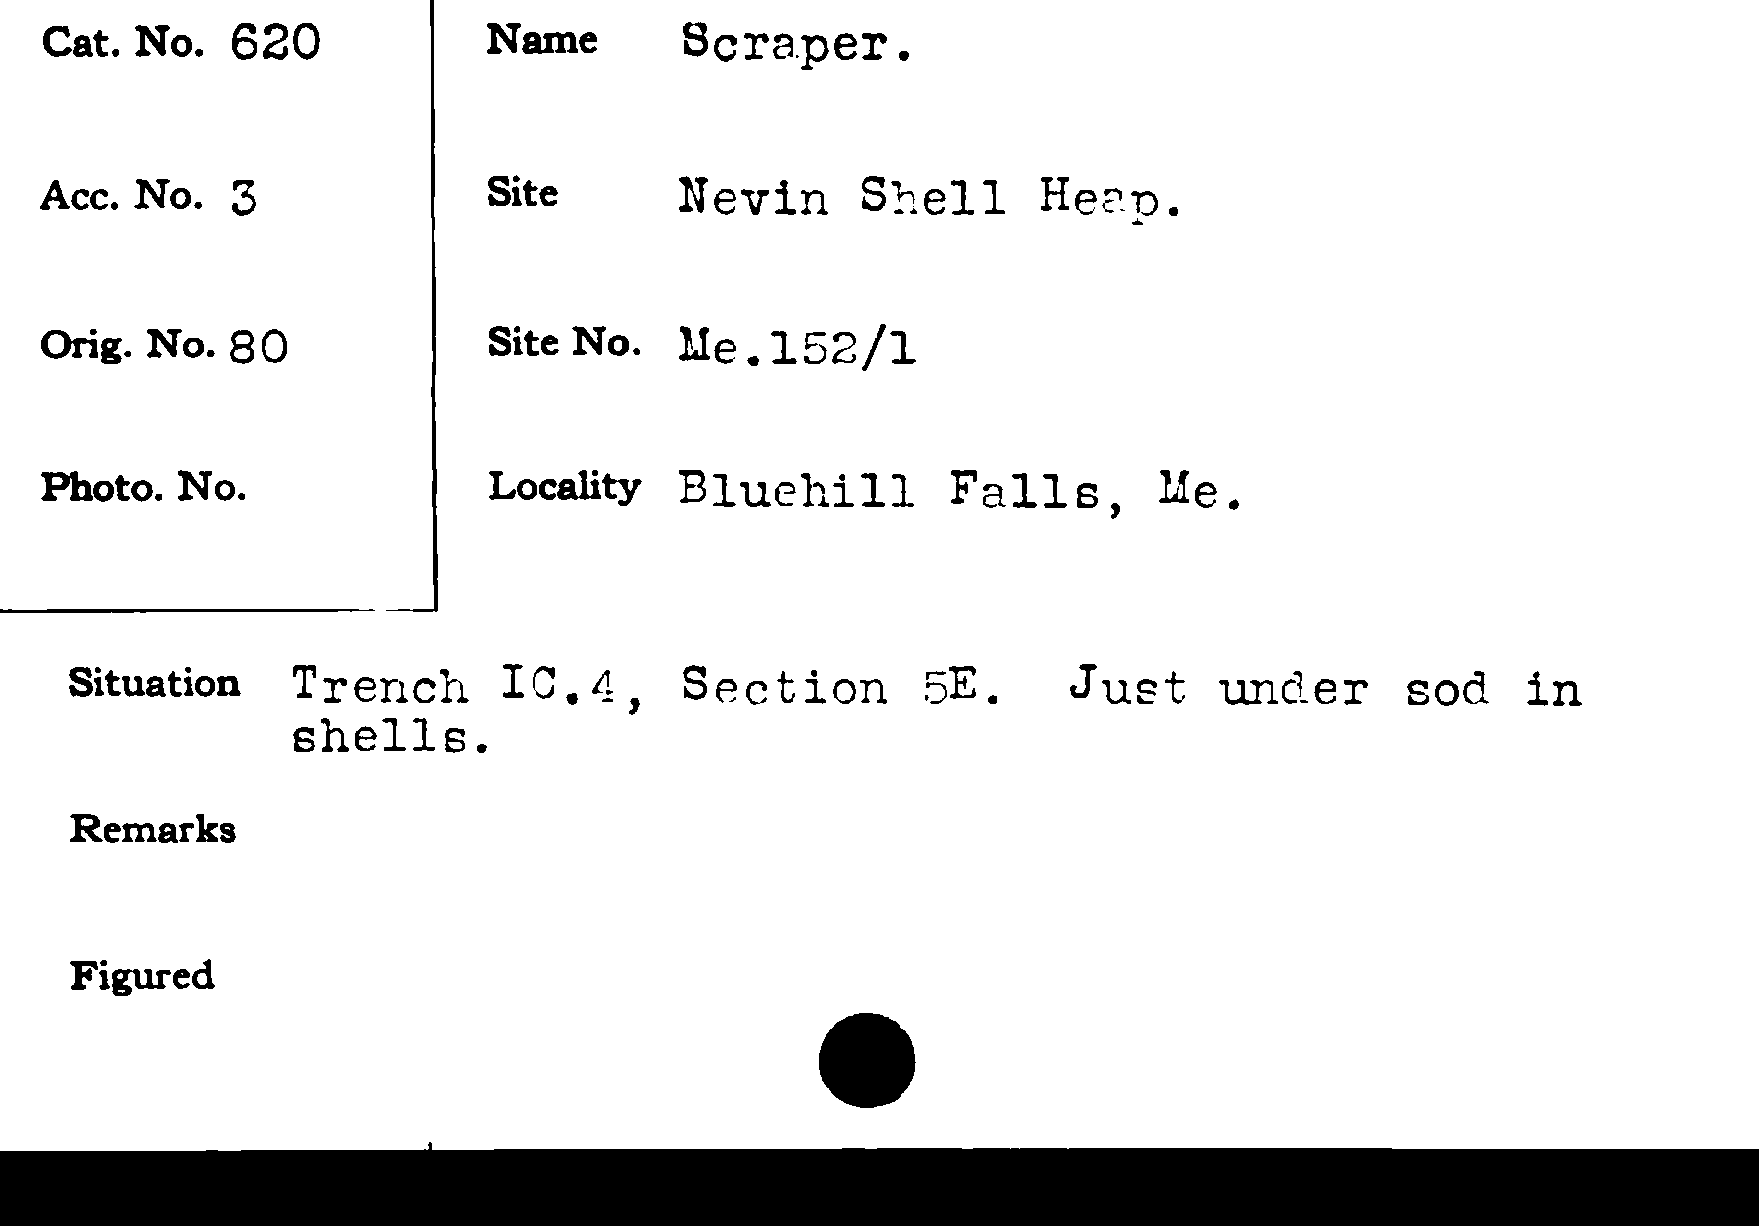 Cat. No. 620
Name Scraper.
Acc. No. 3
Site Nevin Shell Heap.
Orig. No. 80
Site No. Me.152/1
Photo. No.
Locality Bluehill Falls, Me.
Situation Trench IC.4, Section 5E. Just under sod in
shells.
Remarks
Figured